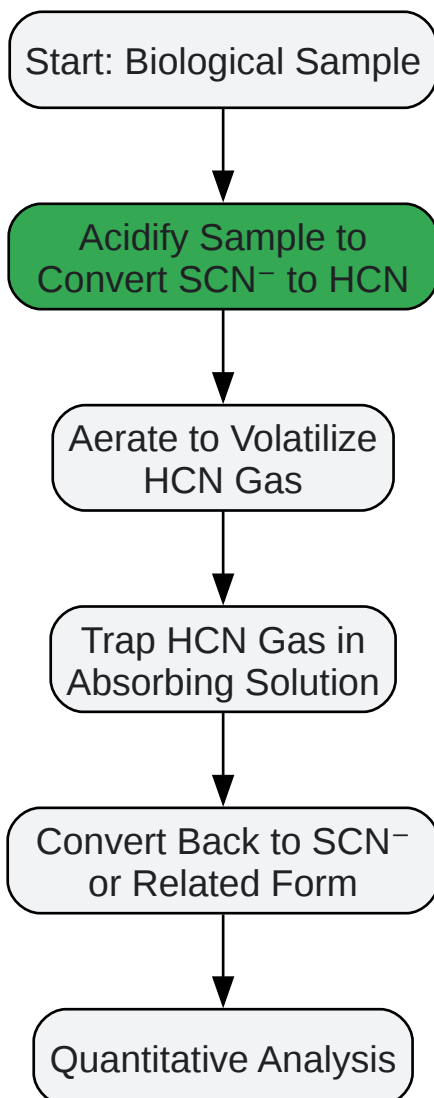 Start: Biological Sample
Acidify Sample to
Convert SCN⁻ to HCN
Aerate to Volatilize
HCN Gas
Trap HCN Gas in
Absorbing Solution
Convert Back to SCN⁻
or Related Form
Quantitative Analysis